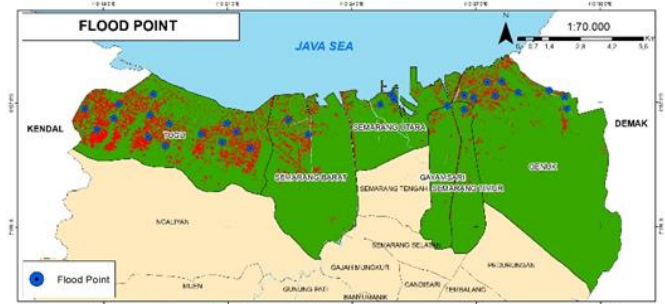 FLOOD POINT
JAVA SEA
N
1:70.000
0 0,7 1,4 2,8 4,2 5,6
KENDAL
DEMAK
TUGU
SEMARANG UTARA
SEMARANG BARAT
GENUK
GAYAMSARI
SEMARANG TENGAH
SEMARANG TIMUR
NGALIYAN
SEMARANG SELATAN
PEDURUNGAN
GAJAH MUNGKUR
MIJEN
GUNUNG PATI
CANDISARI
TEMBALANG
BANYUMANIK
Flood Point